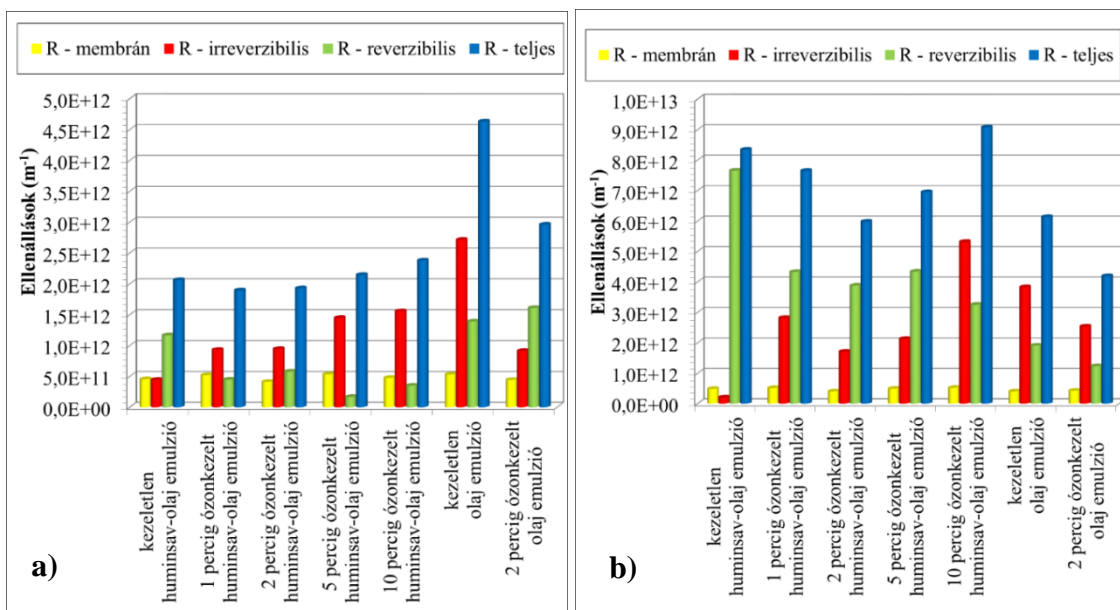 R - membrán R - irreverzibilis R - reverzibilis R - teljes
5,0E+12
4,5E+12
4,0E+12
3,5E+12
3,0E+12
2,5E+12
2,0E+12
1,5E+12
1,0E+12
5,0E+11
0,0E+00
Ellenállások (m⁻¹)
kezeletlen
huminsav-olaj emulzió
1 percig ózonkezelt
huminsav-olaj emulzió
2 percig ózonkezelt
huminsav-olaj emulzió
5 percig ózonkezelt
huminsav-olaj emulzió
10 percig ózonkezelt
huminsav-olaj emulzió
kezeletlen
olaj emulzió
2 percig ózonkezelt
olaj emulzió
a)
R - membrán R - irreverzibilis R - reverzibilis R - teljes
1,0E+13
9,0E+12
8,0E+12
7,0E+12
6,0E+12
5,0E+12
4,0E+12
3,0E+12
2,0E+12
1,0E+12
0,0E+00
Ellenállások (m⁻¹)
kezeletlen
huminsav-olaj emulzió
1 percig ózonkezelt
huminsav-olaj emulzió
2 percig ózonkezelt
huminsav-olaj emulzió
5 percig ózonkezelt
huminsav-olaj emulzió
10 percig ózonkezelt
huminsav-olaj emulzió
kezeletlen
olaj emulzió
2 percig ózonkezelt
olaj emulzió
b)